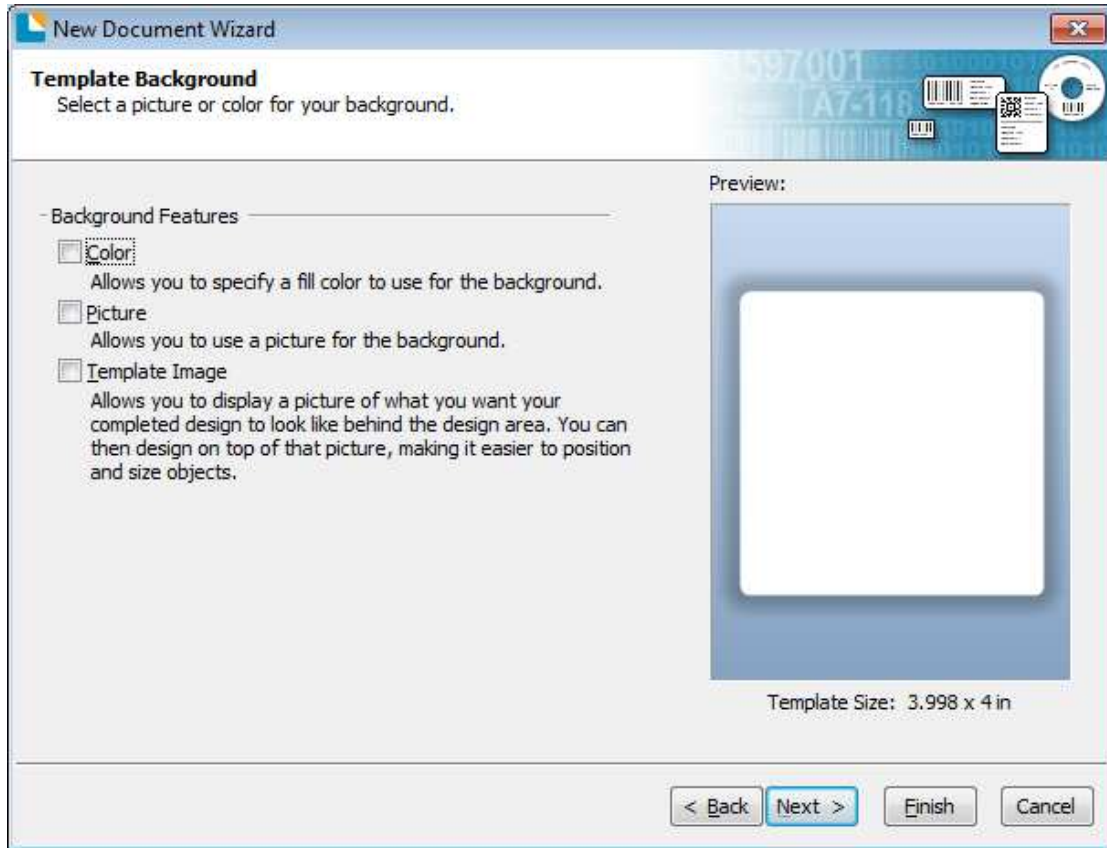 New Document Wizard
Template Background
Select a picture or color for your background.
1597001
A7-118
Preview:
Background Features
Color
Allows you to specify a fill color to use for the background.
Picture
Allows you to use a picture for the background.
Template Image
Allows you to display a picture of what you want your
completed design to look like behind the design area. You can
then design on top of that picture, making it easier to position
and size objects.
Template Size: 3.998 x 4 in
< Back
Next >
Finish
Cancel